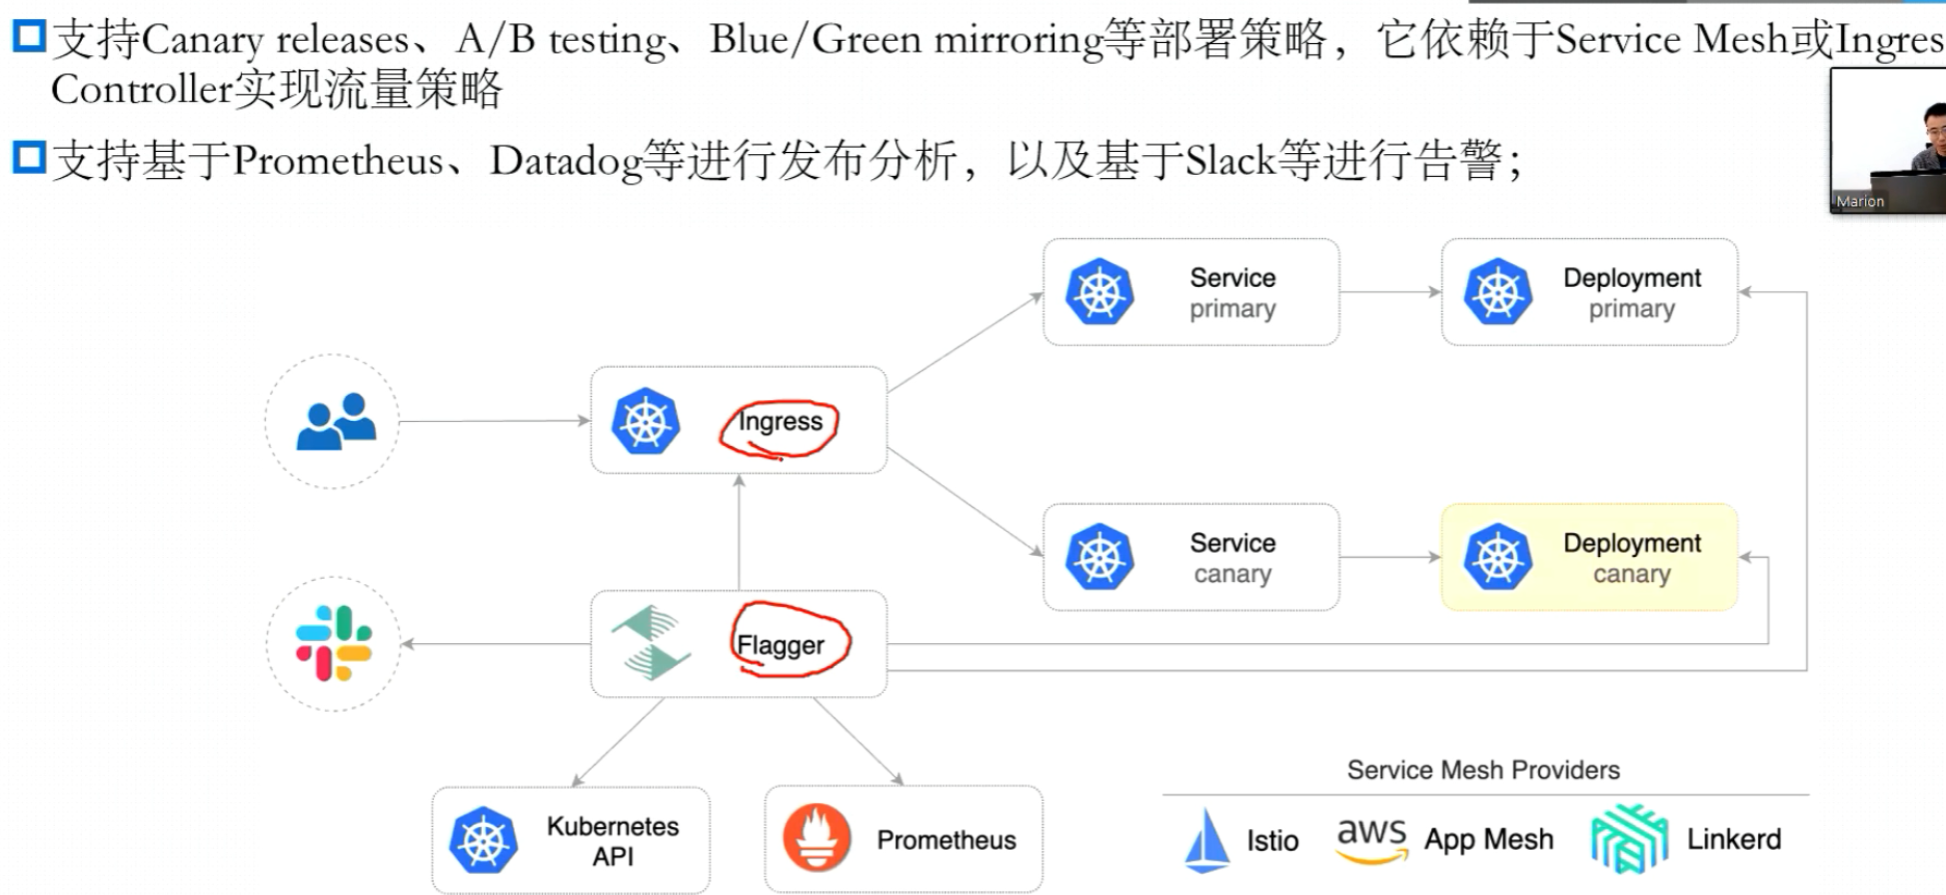 支持Canary releases、A/B testing、Blue/Green mirroring等部署策略，它依赖于Service Mesh或Ingres
Controller实现流量策略
支持基于Prometheus、Datadog等进行发布分析，以及基于Slack等进行告警；
Marion
Service
primary
Deployment
primary
Ingress
Service
canary
Deployment
canary
Flagger
Kubernetes
API
Prometheus
Service Mesh Providers
Istio
aws
App Mesh
Linkerd